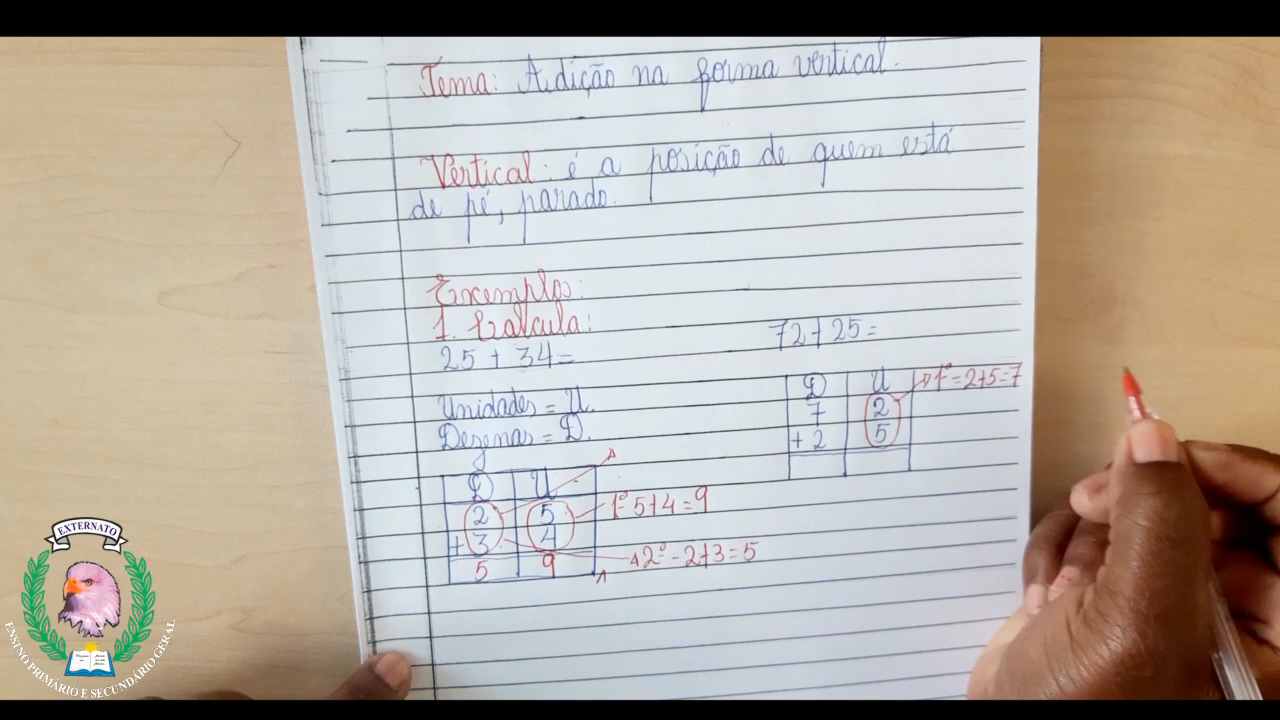 Tema: Adição na forma vertical.
Vertical: é a posição de quem está
de pé, parado.
Exemplo:
1. Calcula:
25 + 34 =
Unidades = U.
Dezenas = D.
D U
2 5
+ 3 4
5 9
1º 5+4 = 9
2º - 2+3 = 5
72 + 25 =
D U
7 2
+ 2 5
1º = 2+5 = 7
EXTERNATO
ENSINO PRIMÁRIO E SECUNDÁRIO GERAL